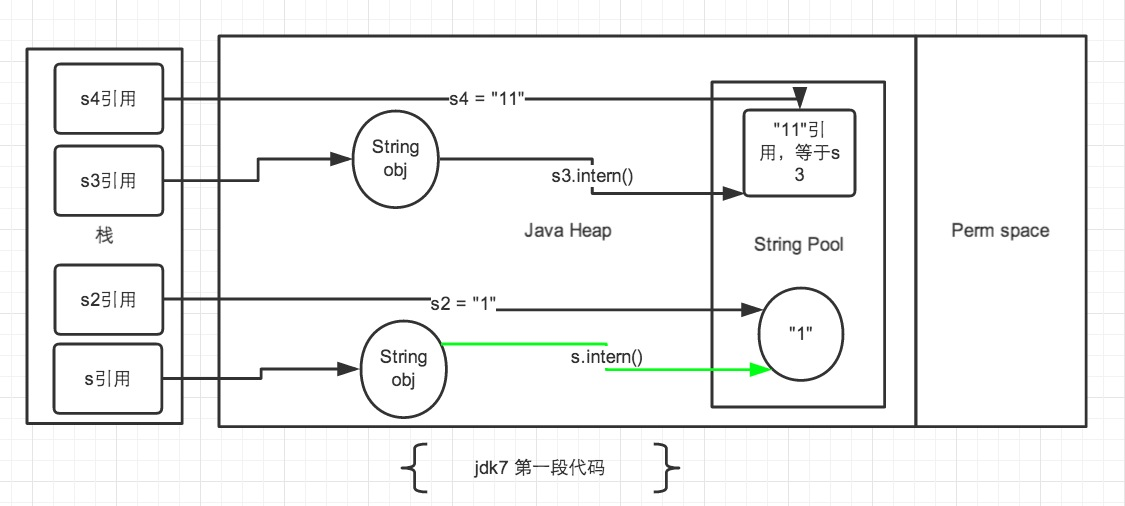 s4引用
s4 = "11"
"11"引
用，等于s
3
s3引用
String
obj
s3.intern()
栈
Java Heap
String Pool
Perm space
s2引用
s2 = "1"
"1"
s引用
String
obj
s.intern()
jdk7 第一段代码